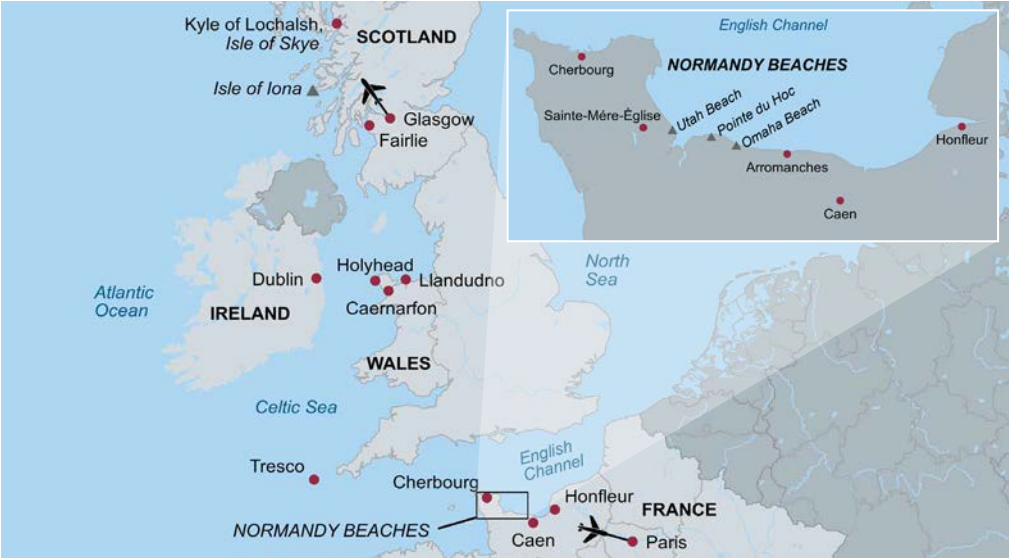 Kyle of Lochalsh,
Isle of Skye
SCOTLAND
Isle of Iona
Glasgow
Fairlie
Dublin
Holyhead
Llandudno
Caernarfon
Atlantic
Ocean
IRELAND
WALES
North
Sea
Celtic Sea
Tresco
English
Channel
Cherbourg
Honfleur
FRANCE
NORMANDY BEACHES
Caen
Paris
English Channel
NORMANDY BEACHES
Cherbourg
Sainte-Mére-Église
Utah Beach
Pointe du Hoc
Omaha Beach
Honfleur
Arromanches
Caen